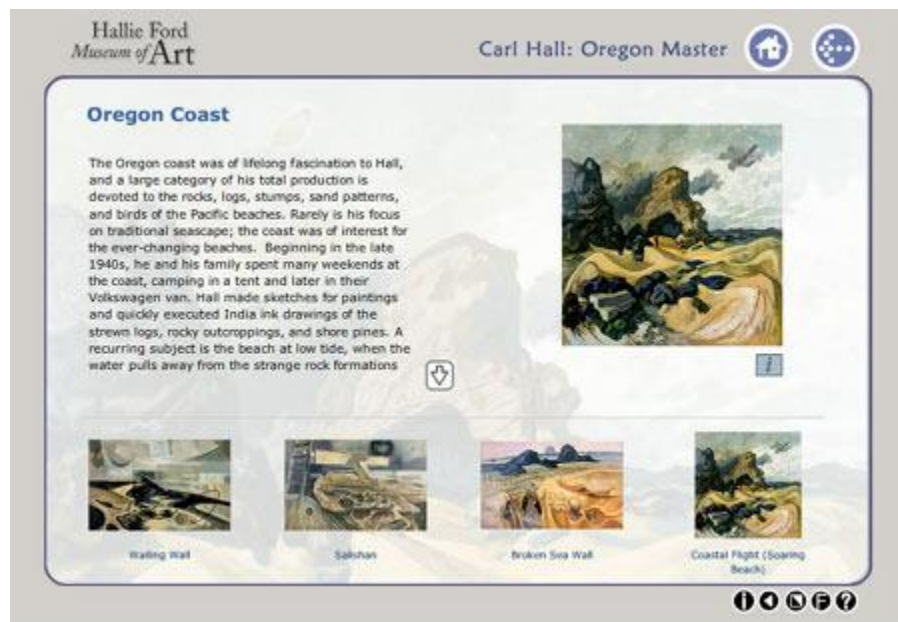 Hallie Ford
Museum of Art
Carl Hall: Oregon Master
Oregon Coast
The Oregon coast was of lifelong fascination to Hall,
and a large category of his total production is
devoted to the rocks, logs, stumps, sand patterns,
and birds of the Pacific beaches. Rarely is his focus
on traditional seascape; the coast was of interest for
the ever-changing beaches. Beginning in the late
1940s, he and his family spent many weekends at
the coast, camping in a tent and later in their
Volkswagen van. Hall made sketches for paintings
and quickly executed India ink drawings of the
strewn logs, rocky outcroppings, and shore pines. A
recurring subject is the beach at low tide, when the
water pulls away from the strange rock formations
i
Wailing Wall
Salishan
Broken Sea Wall
Coastal Flight (Soaring
Beach)
i
F ?